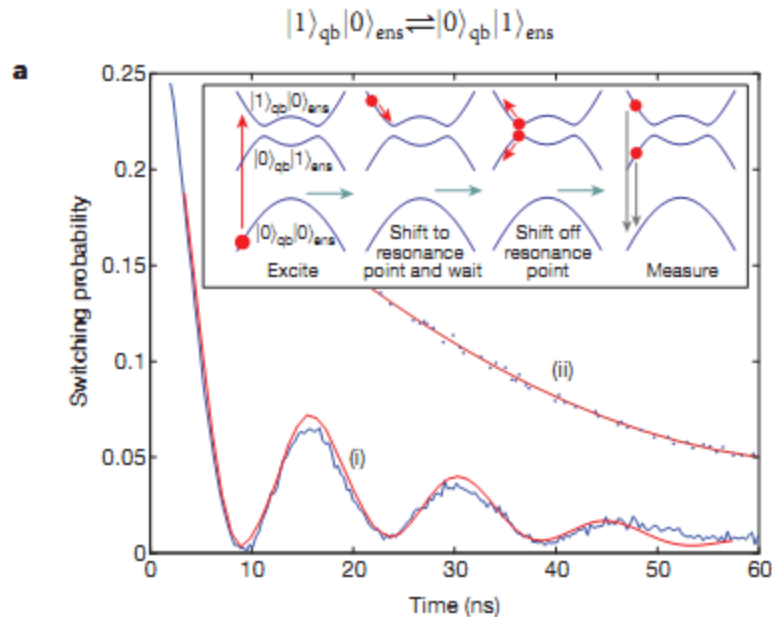 |1⟩qb|0⟩ens⇌|0⟩qb|1⟩ens
a
0.25
0.2
0.15
0.1
0.05
0
Switching probability
|1⟩qb|0⟩ens
|0⟩qb|1⟩ens
|0⟩qb|0⟩ens
Excite
Shift to
resonance
point and wait
Shift off
resonance
point
Measure
(ii)
(i)
0 10 20 30 40 50 60
Time (ns)